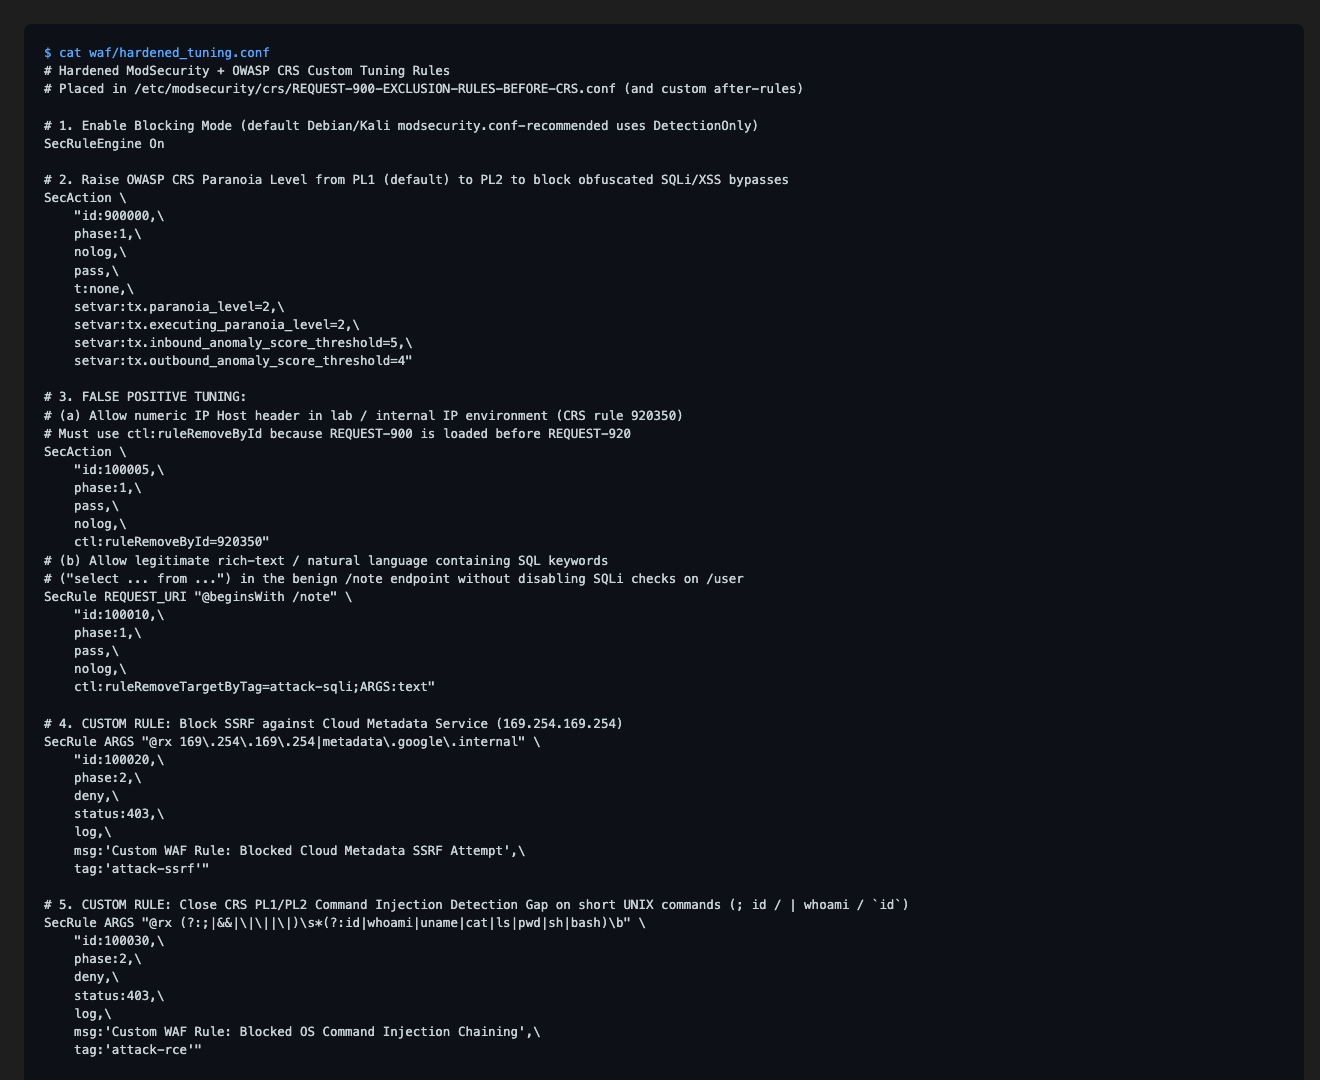 $ cat waf/hardened_tuning.conf
# Hardened ModSecurity + OWASP CRS Custom Tuning Rules
# Placed in /etc/modsecurity/crs/REQUEST-900-EXCLUSION-RULES-BEFORE-CRS.conf (and custom after-rules)

# 1. Enable Blocking Mode (default Debian/Kali modsecurity.conf-recommended uses DetectionOnly)
SecRuleEngine On

# 2. Raise OWASP CRS Paranoia Level from PL1 (default) to PL2 to block obfuscated SQLi/XSS bypasses
SecAction \
    "id:900000,\
    phase:1,\
    nolog,\
    pass,\
    t:none,\
    setvar:tx.paranoia_level=2,\
    setvar:tx.executing_paranoia_level=2,\
    setvar:tx.inbound_anomaly_score_threshold=5,\
    setvar:tx.outbound_anomaly_score_threshold=4"

# 3. FALSE POSITIVE TUNING:
# (a) Allow numeric IP Host header in lab / internal IP environment (CRS rule 920350)
# Must use ctl:ruleRemoveById because REQUEST-900 is loaded before REQUEST-920
SecAction \
    "id:100005,\
    phase:1,\
    pass,\
    nolog,\
    ctl:ruleRemoveById=920350"
# (b) Allow legitimate rich-text / natural language containing SQL keywords
# ("select ... from ...") in the benign /note endpoint without disabling SQLi checks on /user
SecRule REQUEST_URI "@beginsWith /note" \
    "id:100010,\
    phase:1,\
    pass,\
    nolog,\
    ctl:ruleRemoveTargetByTag=attack-sqli;ARGS:text"

# 4. CUSTOM RULE: Block SSRF against Cloud Metadata Service (169.254.169.254)
SecRule ARGS "@rx 169\.254\.169\.254|metadata\.google\.internal" \
    "id:100020,\
    phase:2,\
    deny,\
    status:403,\
    log,\
    msg:'Custom WAF Rule: Blocked Cloud Metadata SSRF Attempt',\
    tag:'attack-ssrf'"

# 5. CUSTOM RULE: Close CRS PL1/PL2 Command Injection Detection Gap on short UNIX commands (; id / | whoami / `id`)
SecRule ARGS "@rx (?:;|&&|\|\||\|)\s*(?:id|whoami|uname|cat|ls|pwd|sh|bash)\b" \
    "id:100030,\
    phase:2,\
    deny,\
    status:403,\
    log,\
    msg:'Custom WAF Rule: Blocked OS Command Injection Chaining',\
    tag:'attack-rce'"